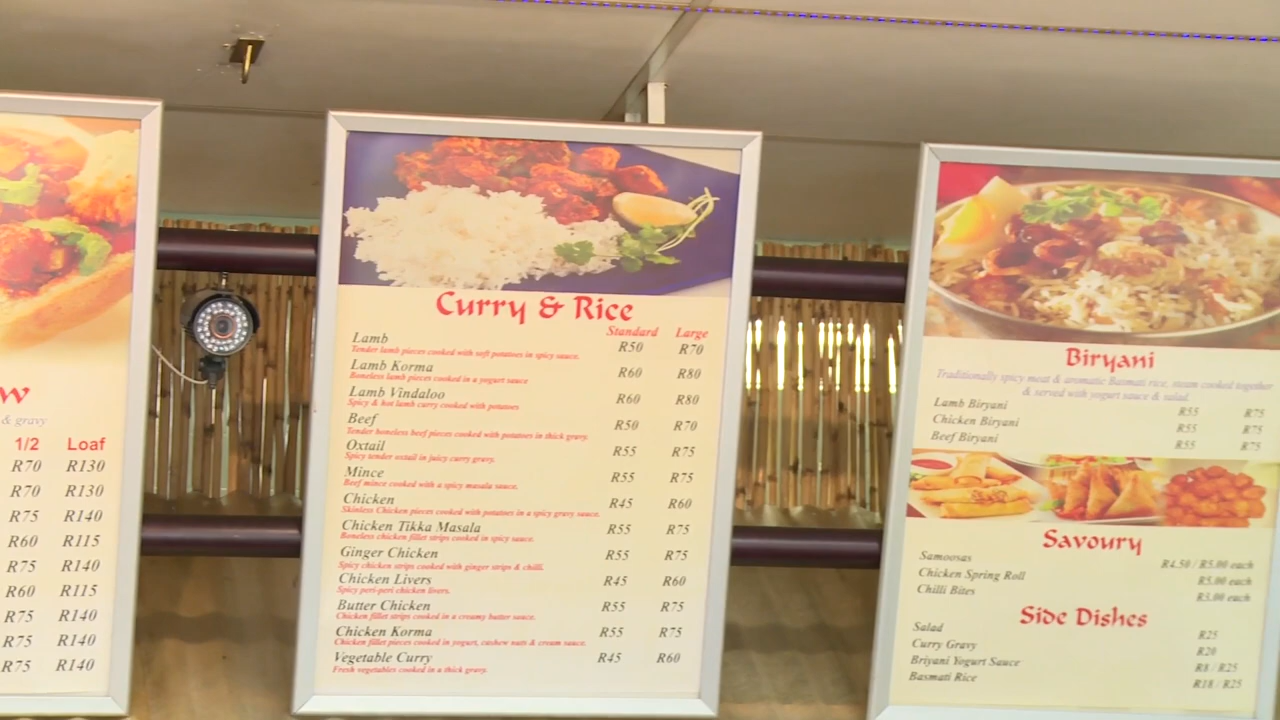 w
& gravy
1/2 Loaf
R70 R130
R70 R130
R75 R140
R60 R115
R75 R140
R60 R115
R75 R140
R75 R140
R75 R140
Curry & Rice
Standard Large
Lamb R50 R70
Tender lamb pieces cooked with soft potatoes in spicy sauce.
Lamb Korma R60 R80
Boneless lamb pieces cooked in a yogurt sauce
Lamb Vindaloo R60 R80
Spicy & hot lamb curry cooked with potatoes
Beef R50 R70
Tender boneless beef pieces cooked with potatoes in thick gravy.
Oxtail R55 R75
Spicy tender oxtail in juicy curry gravy.
Mince R55 R75
Beef mince cooked with a spicy masala sauce.
Chicken R45 R60
Skinless Chicken pieces cooked with potatoes in a spicy gravy sauce.
Chicken Tikka Masala R55 R75
Boneless chicken fillet strips cooked in spicy sauce.
Ginger Chicken R55 R75
Spicy chicken strips cooked with ginger strips & chilli.
Chicken Livers R45 R60
Spicy peri-peri chicken livers.
Butter Chicken R55 R75
Chicken fillet strips cooked in a creamy butter sauce.
Chicken Korma R55 R75
Chicken fillet pieces cooked in yogurt, cashew nuts & cream sauce.
Vegetable Curry R45 R60
Fresh vegetables cooked in a thick gravy.
Biryani
Traditionally spicy meat & aromatic Basmati rice, steam cooked together
& served with yogurt sauce & salad.
Lamb Biryani R55 R75
Chicken Biryani R55 R75
Beef Biryani R55 R75
Savoury
Samoosas R4.50 / R5.00 each
Chicken Spring Roll R5.00 each
Chilli Bites R3.00 each
Side Dishes
Salad R25
Curry Gravy R20
Briyani Yogurt Sauce R8 / R25
Basmati Rice R18 / R25